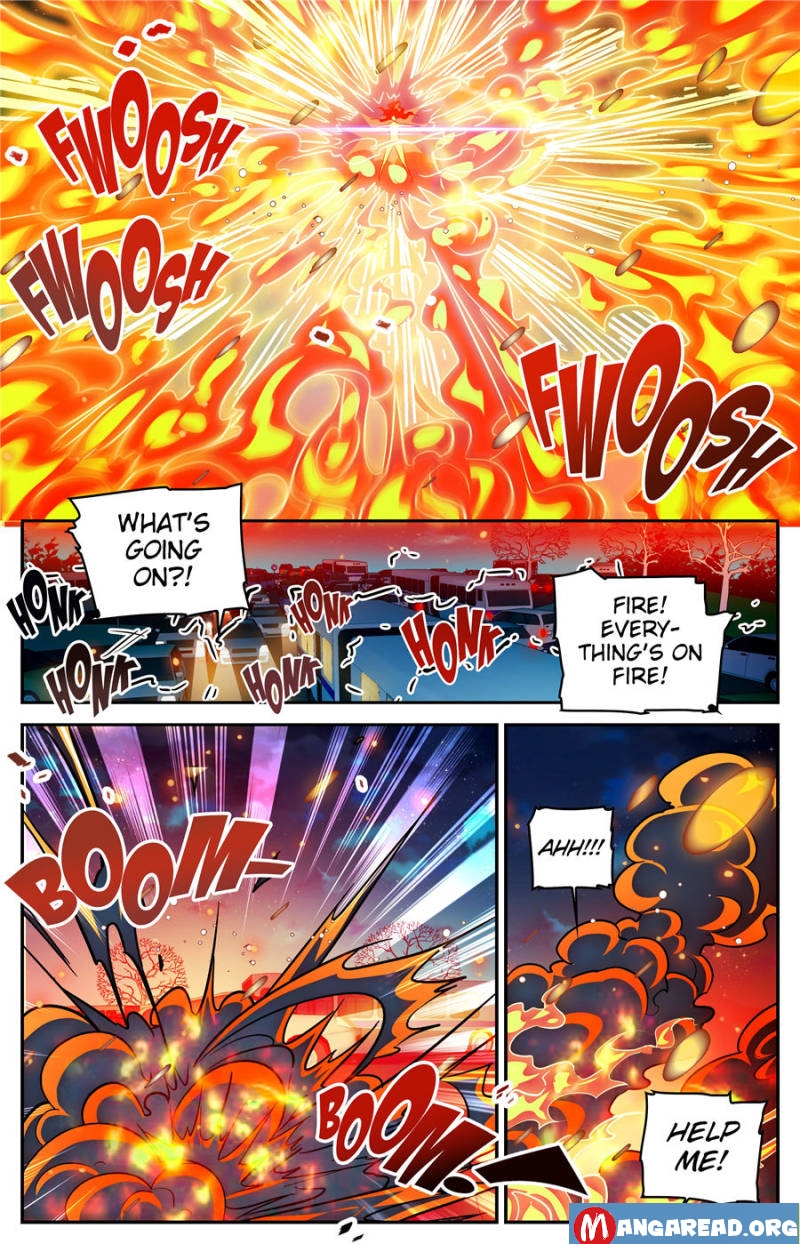 FWOOSH
FWOOSH
FWOOSH
WHAT'S
GOING
ON?!
HONK
HONK
HONK
HONK
HONK
FIRE!
EVERY-
THING'S ON
FIRE!
BOOM-
AHH!!!
BOOM-
HELP
ME!
MANGAREAD.ORG